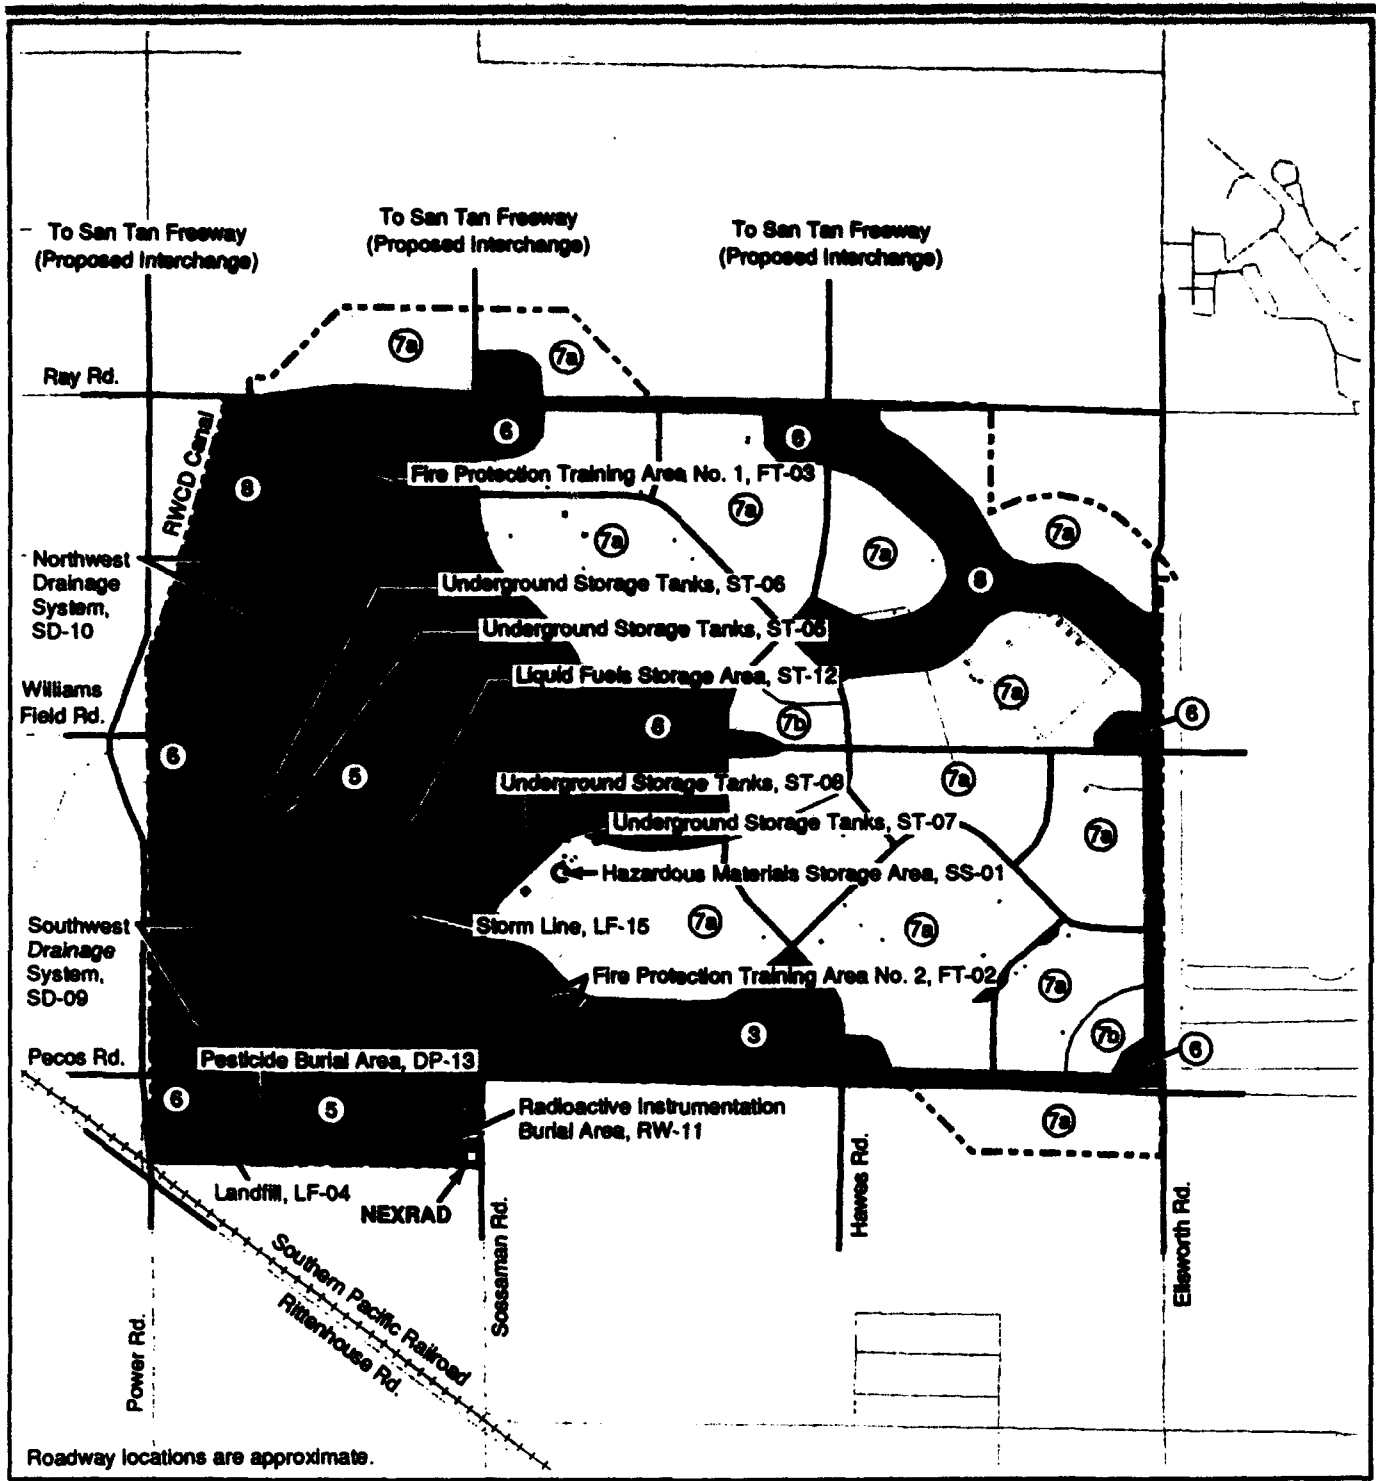 To San Tan Freeway
(Proposed Interchange)
To San Tan Freeway
(Proposed Interchange)
To San Tan Freeway
(Proposed Interchange)
7a
7a
Ray Rd.
RWCD Canal
6
6
8
Fire Protection Training Area No. 1, FT-03
7a
7a
7a
7a
Northwest
Drainage
System,
SD-10
Underground Storage Tanks, ST-06
8
Underground Storage Tanks, ST-05
Liquid Fuels Storage Area, ST-12
Williams
Field Rd.
7a
7b
6
6
5
Underground Storage Tanks, ST-08
7a
Underground Storage Tanks, ST-07
7a
Hazardous Materials Storage Area, SS-01
Southwest
Drainage
System,
SD-09
Storm Line, LF-15
7a
7a
Fire Protection Training Area No. 2, FT-02
7a
3
7b
6
Pecos Rd.
Pesticide Burial Area, DP-13
6
5
Radioactive Instrumentation
Burial Area, RW-11
7a
Landfill, LF-04
NEXRAD
Hawes Rd.
Ellsworth Rd.
Sossaman Rd.
Southern Pacific Railroad
Rittenhouse Rd.
Power Rd.
Roadway locations are approximate.